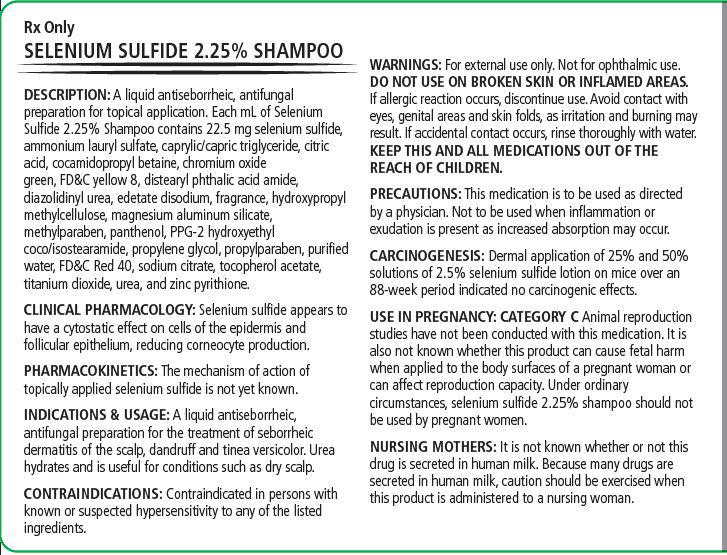 Rx Only
SELENIUM SULFIDE 2.25% SHAMPOO
DESCRIPTION: A liquid antiseborrheic, antifungal
preparation for topical application. Each mL of Selenium
Sulfide 2.25% Shampoo contains 22.5 mg selenium sulfide,
ammonium lauryl sulfate, caprylic/capric triglyceride, citric
acid, cocamidopropyl betaine, chromium oxide
green, FD&C yellow 8, distearyl phthalic acid amide,
diazolidinyl urea, edetate disodium, fragrance, hydroxypropyl
methylcellulose, magnesium aluminum silicate,
methylparaben, panthenol, PPG-2 hydroxyethyl
coco/isostearamide, propylene glycol, propylparaben, purified
water, FD&C Red 40, sodium citrate, tocopherol acetate,
titanium dioxide, urea, and zinc pyrithione.
CLINICAL PHARMACOLOGY: Selenium sulfide appears to
have a cytostatic effect on cells of the epidermis and
follicular epithelium, reducing corneocyte production.
PHARMACOKINETICS: The mechanism of action of
topically applied selenium sulfide is not yet known.
INDICATIONS & USAGE: A liquid antiseborrheic,
antifungal preparation for the treatment of seborrheic
dermatitis of the scalp, dandruff and tinea versicolor. Urea
hydrates and is useful for conditions such as dry scalp.
CONTRAINDICATIONS: Contraindicated in persons with
known or suspected hypersensitivity to any of the listed
ingredients.
WARNINGS: For external use only. Not for ophthalmic use.
DO NOT USE ON BROKEN SKIN OR INFLAMED AREAS.
If allergic reaction occurs, discontinue use. Avoid contact with
eyes, genital areas and skin folds, as irritation and burning may
result. If accidental contact occurs, rinse thoroughly with water.
KEEP THIS AND ALL MEDICATIONS OUT OF THE
REACH OF CHILDREN.
PRECAUTIONS: This medication is to be used as directed
by a physician. Not to be used when inflammation or
exudation is present as increased absorption may occur.
CARCINOGENESIS: Dermal application of 25% and 50%
solutions of 2.5% selenium sulfide lotion on mice over an
88-week period indicated no carcinogenic effects.
USE IN PREGNANCY: CATEGORY C Animal reproduction
studies have not been conducted with this medication. It is
also not known whether this product can cause fetal harm
when applied to the body surfaces of a pregnant woman or
can affect reproduction capacity. Under ordinary
circumstances, selenium sulfide 2.25% shampoo should not
be used by pregnant women.
NURSING MOTHERS: It is not known whether or not this
drug is secreted in human milk. Because many drugs are
secreted in human milk, caution should be exercised when
this product is administered to a nursing woman.